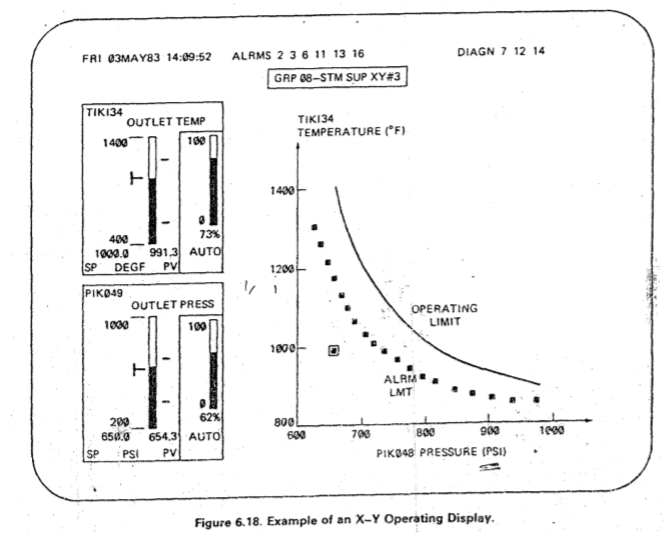 FRI 03MAY83 14:09:52 ALRMS 2 3 6 11 13 16 DIAGN 7 12 14
GRP 08–STM SUP XY#3
TIKI34
OUTLET TEMP
1400
100
400
0
73%
1000.0 991.3 AUTO
SP DEGF PV
PIK049
OUTLET PRESS
1000
100
200
0
62%
650.0 654.3 AUTO
SP PSI PV
TIKI34
TEMPERATURE (°F)
1400
1200
1000
800
OPERATING
LIMIT
ALRM
LMT
600 700 800 900 1000
PIK048 PRESSURE (PSI)
Figure 6.18. Example of an X–Y Operating Display.